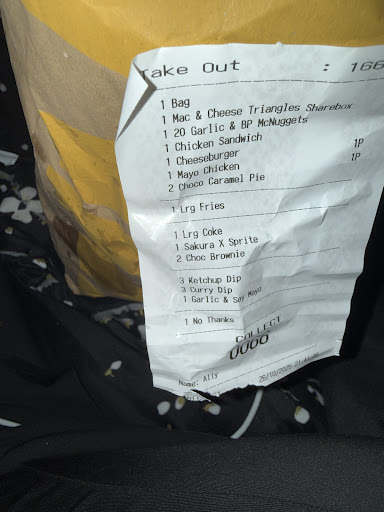 Take Out : 166
1 Bag
1 Mac & Cheese Triangles Sharebox
1 20 Garlic & BP McNuggets
1 Chicken Sandwich
1 Cheeseburger 1P
1 Mayo Chicken 1P
2 Choco Caramel Pie
1 Lrg Fries
1 Lrg Coke
1 Sakura X Sprite
2 Choc Brownie
3 Ketchup Dip
3 Curry Dip
1 Garlic & Soy Mayo
1 No Thanks
COLLECT
Name: Ally